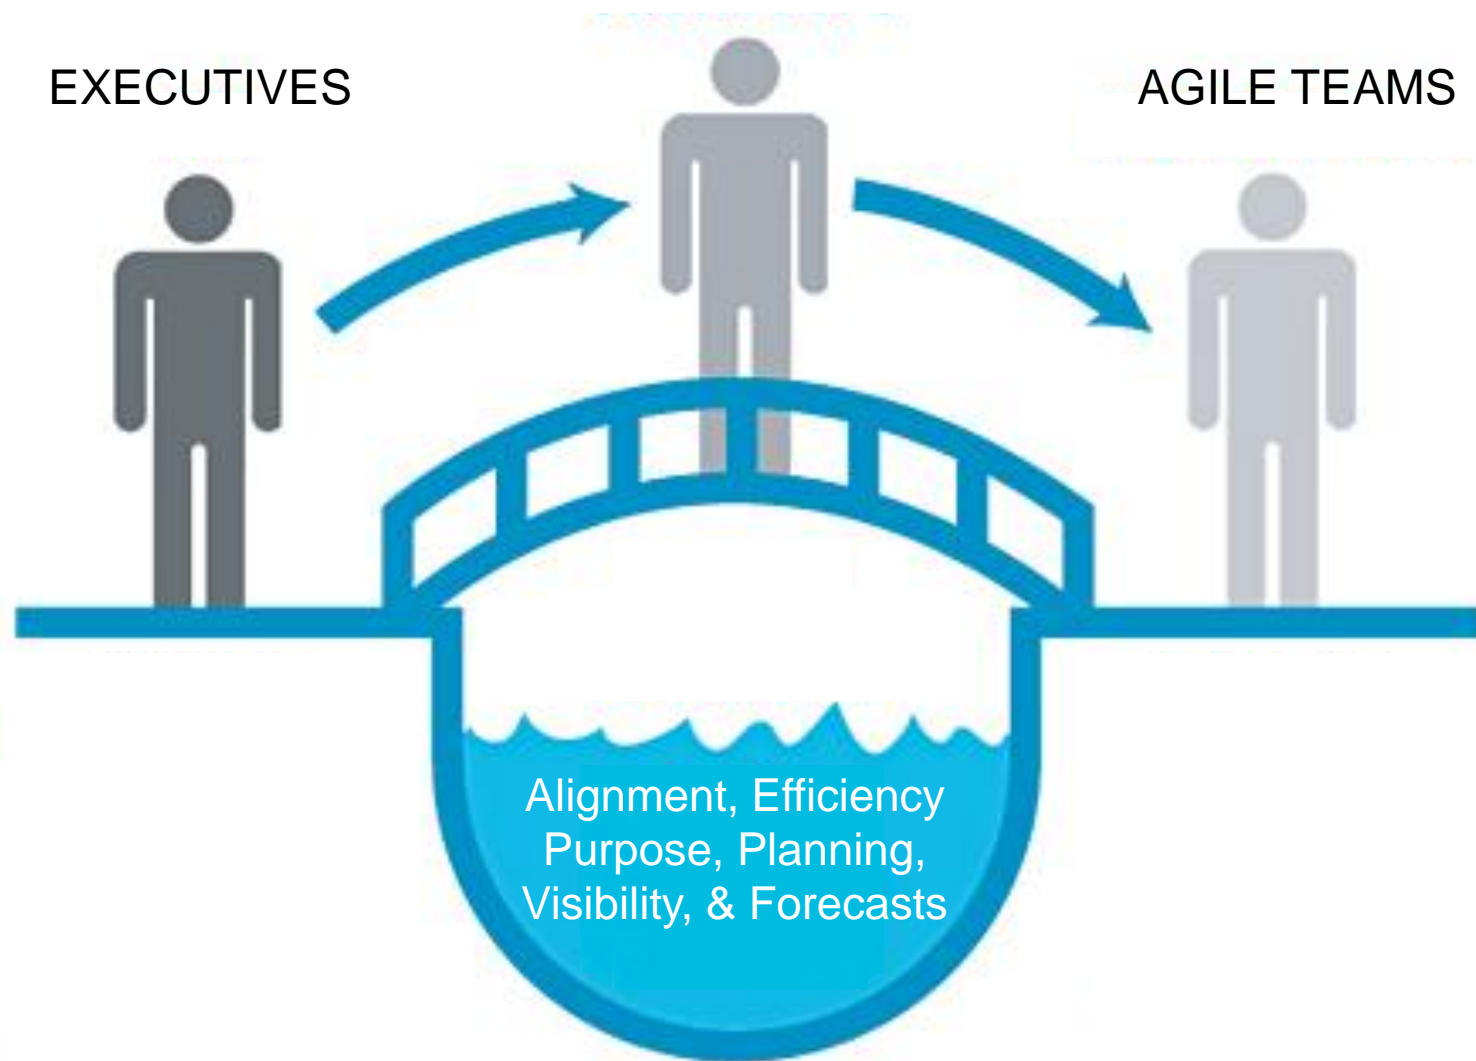 EXECUTIVES
AGILE TEAMS
Alignment, Efficiency
Purpose, Planning,
Visibility, & Forecasts